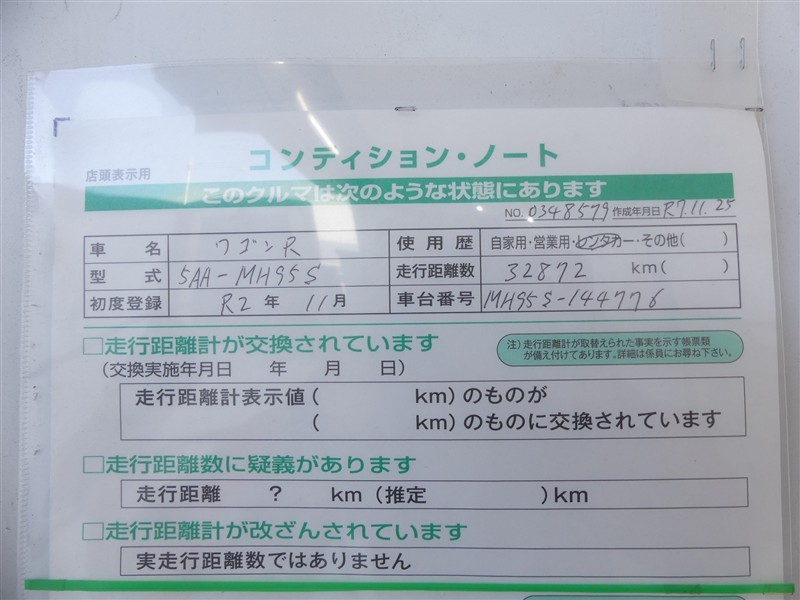 コンティション・ノート
店頭表示用
このクルマは次のような状態にあります
NO. 0348579 作成年月日 R7.11.25
車名 ワゴンR 使用歴 自家用・営業用・レンタカー・その他( )
型式 5AA-MH95S 走行距離数 32872 km( )
初度登録 R2 年 11 月 車台番号 MH95S-144776
□走行距離計が交換されています
(交換実施年月日 年 月 日)
注)走行距離計が取替えられた事実を示す帳票類
が備え付けてあります。詳細は係員にお尋ね下さい。
走行距離計表示値( km)のものが
( km)のものに交換されています
□走行距離数に疑義があります
走行距離 ? km(推定 )km
□走行距離計が改ざんされています
実走行距離数ではありません